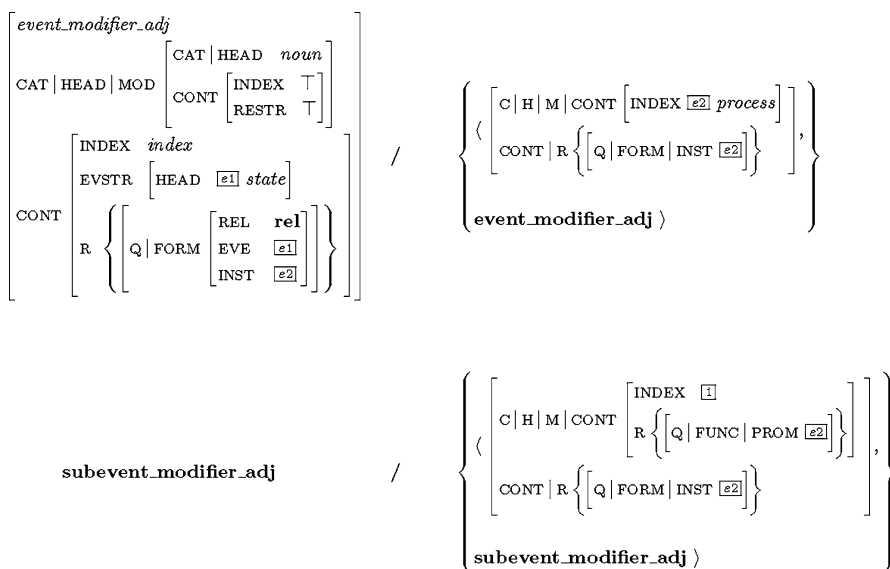 event_modifier_adj
CAT | HEAD | MOD [CAT | HEAD noun
CONT [INDEX ⊤
RESTR ⊤]]
CONT [INDEX index
EVSTR [HEAD e1 state]
R {[Q | FORM [REL rel
EVE e1
INST e2]]}]
/
{⟨ [C | H | M | CONT [INDEX e2 process]
CONT | R {[Q | FORM | INST e2]}],
event_modifier_adj ⟩}
subevent_modifier_adj
/
{⟨ [C | H | M | CONT [INDEX 1
R {[Q | FUNC | PROM e2]}]
CONT | R {[Q | FORM | INST e2]}],
subevent_modifier_adj ⟩}